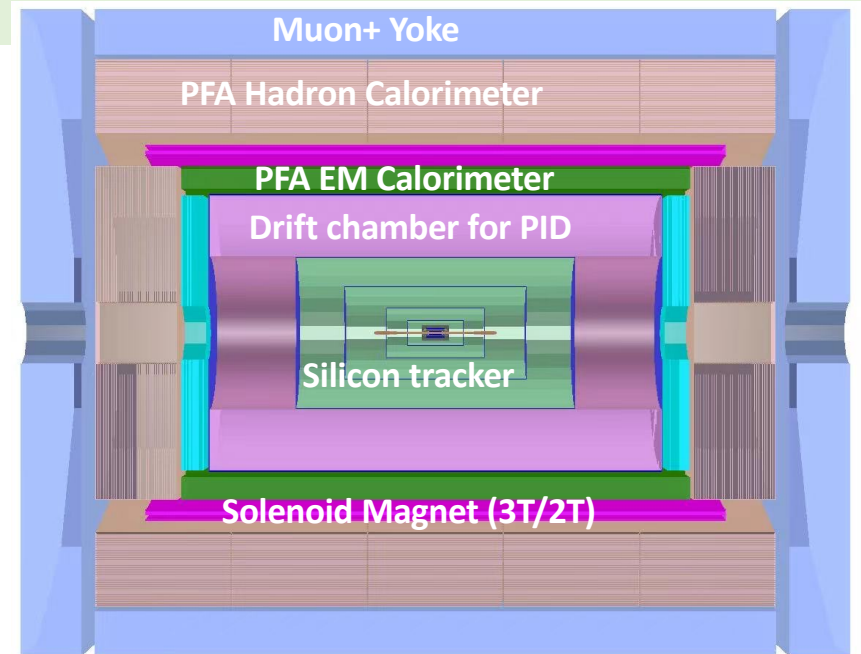 Muon+ Yoke
PFA Hadron Calorimeter
PFA EM Calorimeter
Drift chamber for PID
Silicon tracker
Solenoid Magnet (3T/2T)